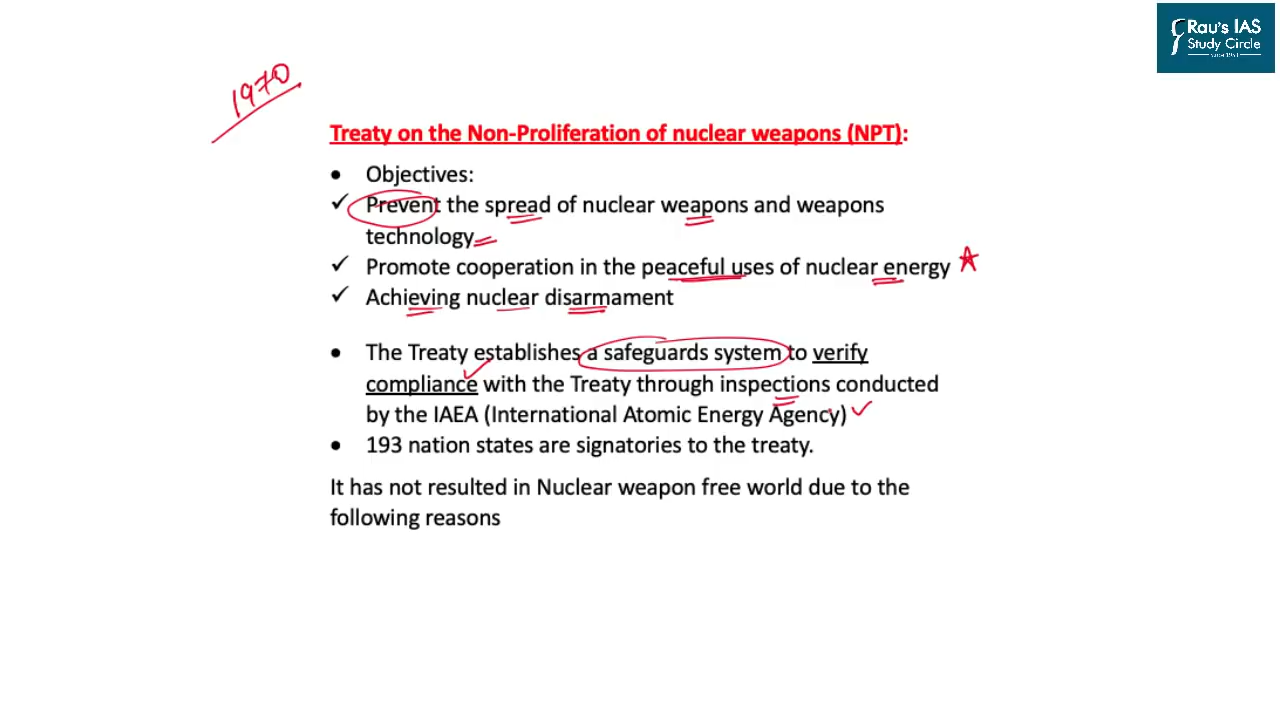 Rau's IAS
Study Circle
since 1953
1970
Treaty on the Non-Proliferation of nuclear weapons (NPT):
• Objectives:
✓ Prevent the spread of nuclear weapons and weapons
technology
✓ Promote cooperation in the peaceful uses of nuclear energy
✓ Achieving nuclear disarmament
• The Treaty establishes a safeguards system to verify
compliance with the Treaty through inspections conducted
by the IAEA (International Atomic Energy Agency)
• 193 nation states are signatories to the treaty.
It has not resulted in Nuclear weapon free world due to the
following reasons